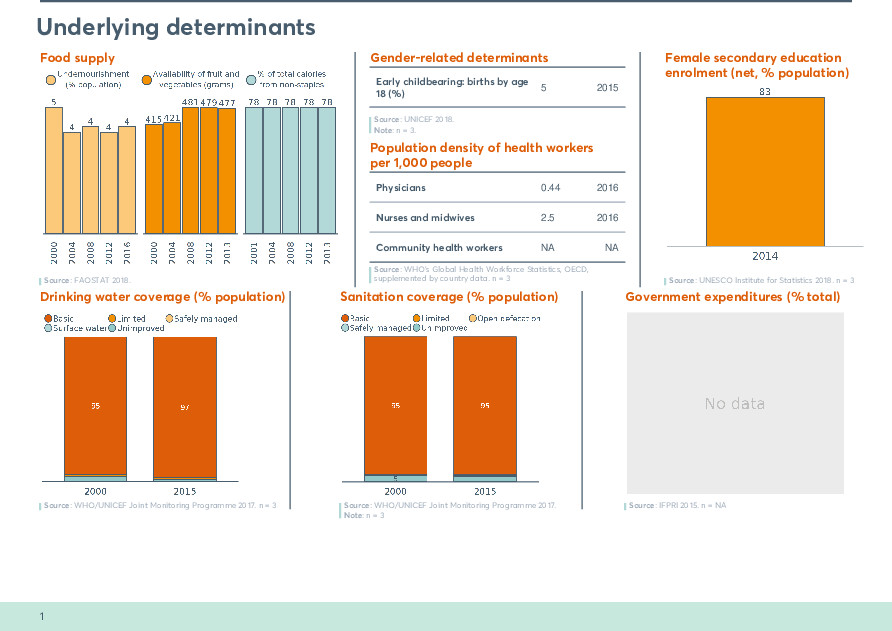 Underlying determinants
Food supply
Undernourishment
(% population)
Availability of fruit and
vegetables (grams)
% of total calories
from non-staples
5
4
4
4
4
415
421
481
479
477
78
78
78
78
78
2000
2004
2008
2012
2016
2000
2004
2008
2012
2013
2001
2004
2008
2012
2013
Source: FAOSTAT 2018.
Gender-related determinants
Early childbearing: births by age
18 (%)
5
2015
Source: UNICEF 2018.
Note: n = 3.
Population density of health workers
per 1,000 people
Physicians 0.44 2016
Nurses and midwives 2.5 2016
Community health workers NA NA
Source: WHO's Global Health Workforce Statistics, OECD,
supplemented by country data. n = 3
Female secondary education
enrolment (net, % population)
83
2014
Source: UNESCO Institute for Statistics 2018. n = 3
Drinking water coverage (% population)
Basic Limited Safely managed
Surface water Unimproved
95
97
2000 2015
Source: WHO/UNICEF Joint Monitoring Programme 2017. n = 3
Sanitation coverage (% population)
Basic Limited Open defecation
Safely managed Unimproved
95
95
5
2000 2015
Source: WHO/UNICEF Joint Monitoring Programme 2017.
Note: n = 3
Government expenditures (% total)
No data
Source: IFPRI 2015. n = NA
1